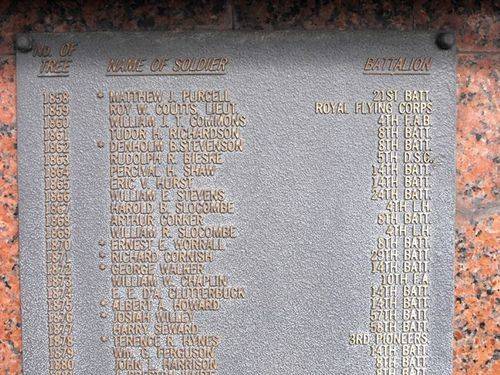 NO. OF
TREE NAME OF SOLDIER BATTALION
1858 * MATTHEW J. PURCELL 21ST BATT.
1859 ROY W. COUTTS, LIEUT. ROYAL FLYING CORPS
1860 WILLIAM J. T. COMMONS 4TH F.A.B.
1861 TUDOR H. RICHARDSON 8TH BATT.
1862 * DENHOLM B. STEVENSON 8TH BATT.
1863 RUDOLPH R. BIESKE 5TH D.S.C.
1864 PERCIVAL H. SHAW 14TH BATT.
1865 ERIC V. HURST 14TH BATT.
1866 WILLIAM E. STEVENS 24TH BATT.
1867 HAROLD B. SLOCOMBE 4TH L.H.
1868 ARTHUR CORKER 6TH BATT.
1869 WILLIAM R. SLOCOMBE 4TH L.H.
1870 * ERNEST E. WORRALL 6TH BATT.
1871 * RICHARD CORNISH 29TH BATT.
1872 * GEORGE WALKER 14TH BATT.
1873 WILLIAM W. CHAPLIN 10TH F.A.
1874 E. E. D'A. CLUTTERBUCK 14TH BATT.
1875 * ALBERT A. HOWARD 14TH BATT.
1876 * JOSIAH WILLEY 57TH BATT.
1877 HARRY SEWARD 58TH BATT.
1878 * TERENCE R. HYNES 3RD PIONEERS.
1879 WM. G. FERGUSON 14TH BATT.
1880 JOHN L. HARRISON 8TH BATT.